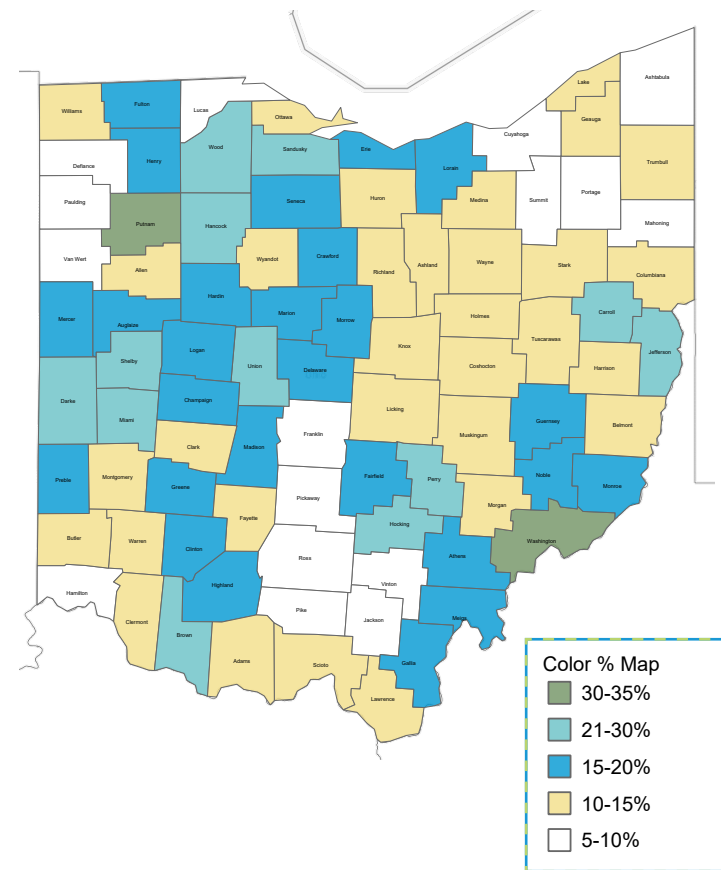 Ashtabula
Lake
Geauga
Williams
Fulton
Lucas
Ottawa
Cuyahoga
Wood
Sandusky
Erie
Lorain
Trumbull
Defiance
Henry
Portage
Paulding
Seneca
Huron
Medina
Summit
Putnam
Hancock
Mahoning
Van Wert
Allen
Wyandot
Crawford
Richland
Ashland
Wayne
Stark
Columbiana
Hardin
Mercer
Auglaize
Marion
Morrow
Holmes
Carroll
Tuscarawas
Knox
Jefferson
Shelby
Logan
Union
Delaware
Coshocton
Harrison
Darke
Champaign
Licking
Miami
Guernsey
Belmont
Franklin
Muskingum
Clark
Madison
Preble
Montgomery
Greene
Fairfield
Perry
Noble
Monroe
Pickaway
Morgan
Fayette
Hocking
Butler
Warren
Clinton
Washington
Athens
Ross
Highland
Vinton
Hamilton
Pike
Jackson
Meigs
Clermont
Brown
Adams
Scioto
Gallia
Lawrence
Color % Map
30-35%
21-30%
15-20%
10-15%
5-10%